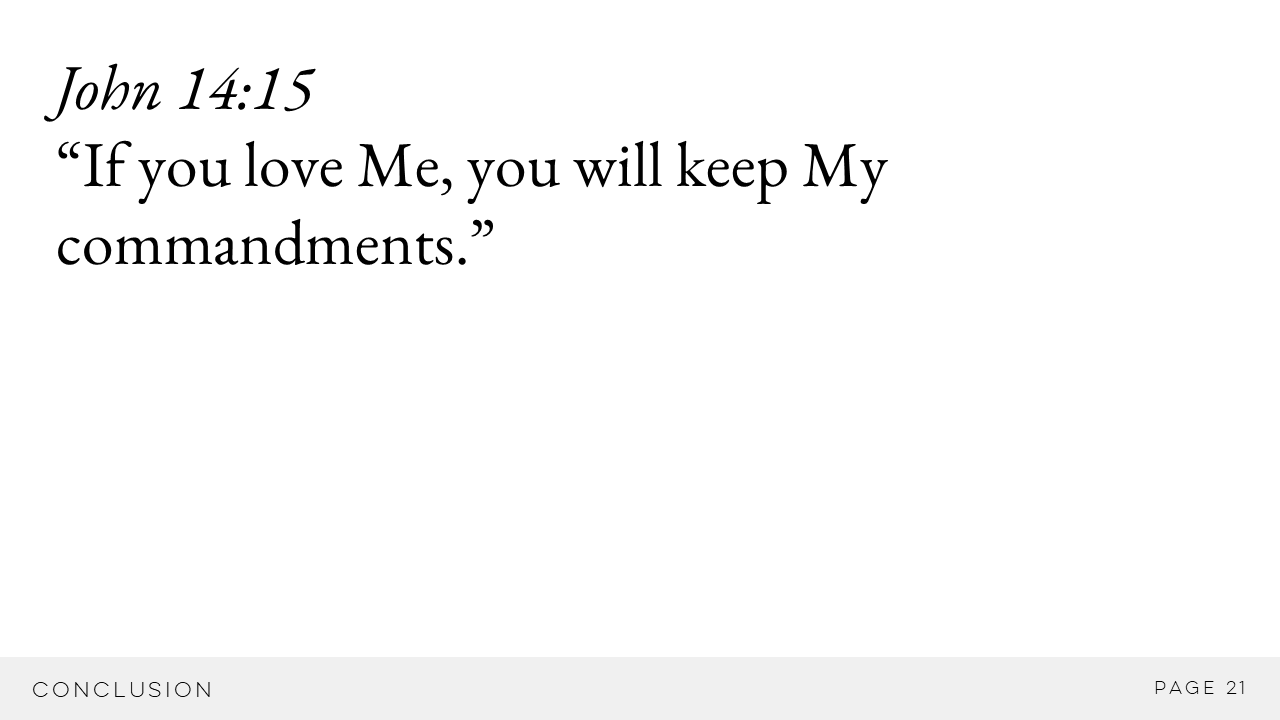 John 14:15
“If you love Me, you will keep My
commandments.”
CONCLUSION
PAGE 21